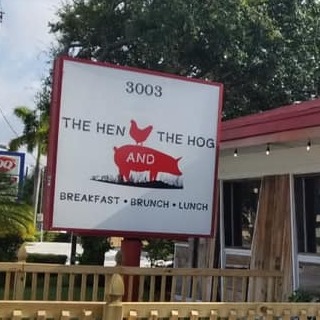 3003
THE HEN AND THE HOG
BREAKFAST • BRUNCH • LUNCH